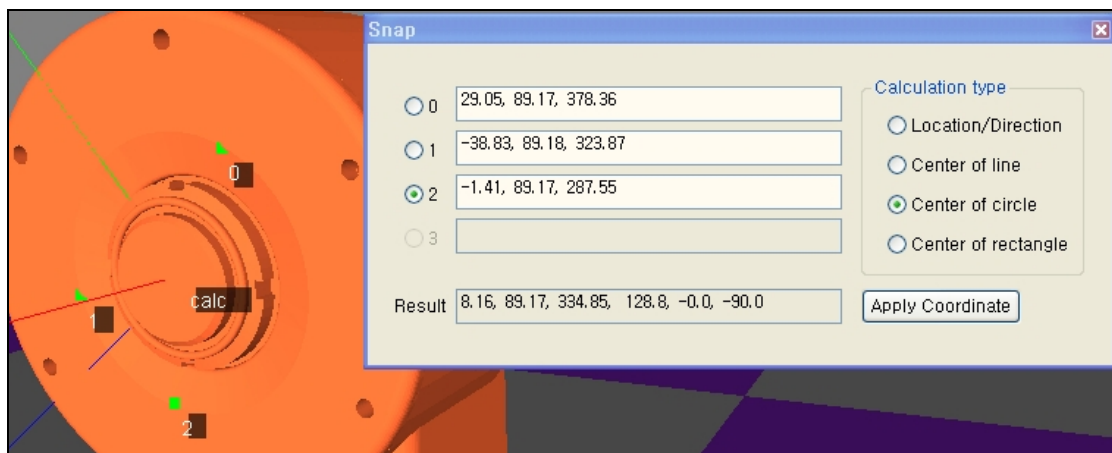 Snap
0 29.05, 89.17, 378.36
1 -38.83, 89.18, 323.87
2 -1.41, 89.17, 287.55
3
Result 8.16, 89.17, 334.85, 128.8, -0.0, -90.0
Calculation type
Location/Direction
Center of line
Center of circle
Center of rectangle
Apply Coordinate
0
calc
1
2